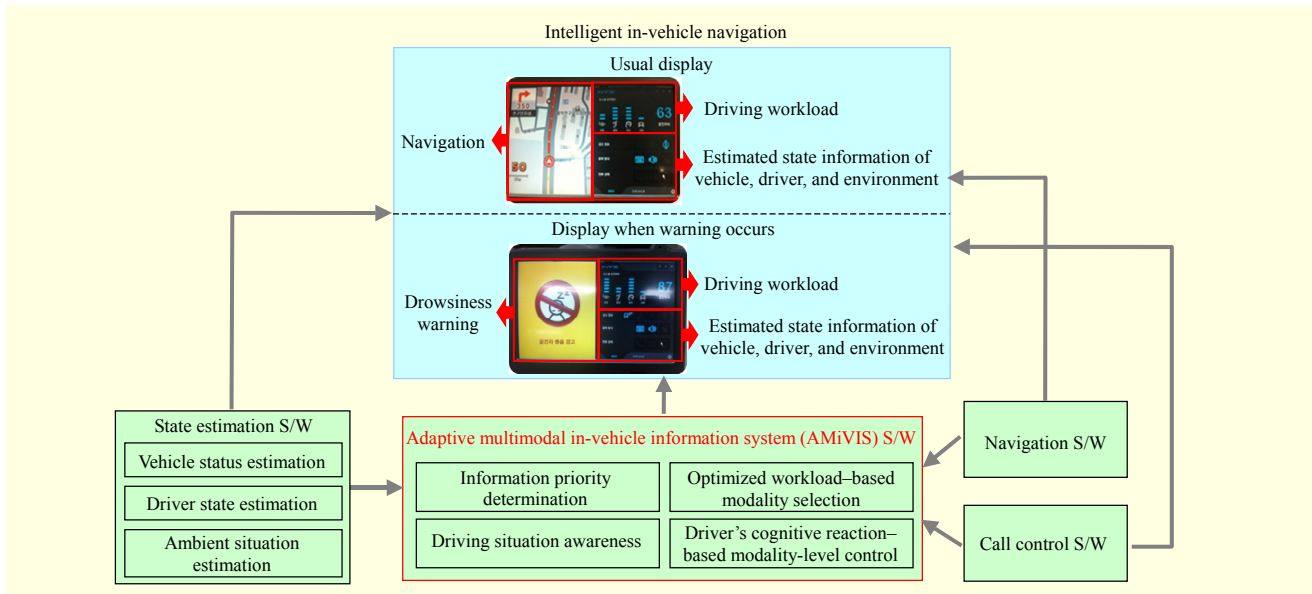 Intelligent in-vehicle navigation
Usual display
350
50
63
Navigation
Driving workload
Estimated state information of
vehicle, driver, and environment
Display when warning occurs
87
Drowsiness
warning
Driving workload
Estimated state information of
vehicle, driver, and environment
State estimation S/W
Vehicle status estimation
Driver state estimation
Ambient situation
estimation
Adaptive multimodal in-vehicle information system (AMiVIS) S/W
Information priority
determination
Optimized workload–based
modality selection
Driving situation awareness
Driver's cognitive reaction–
based modality-level control
Navigation S/W
Call control S/W